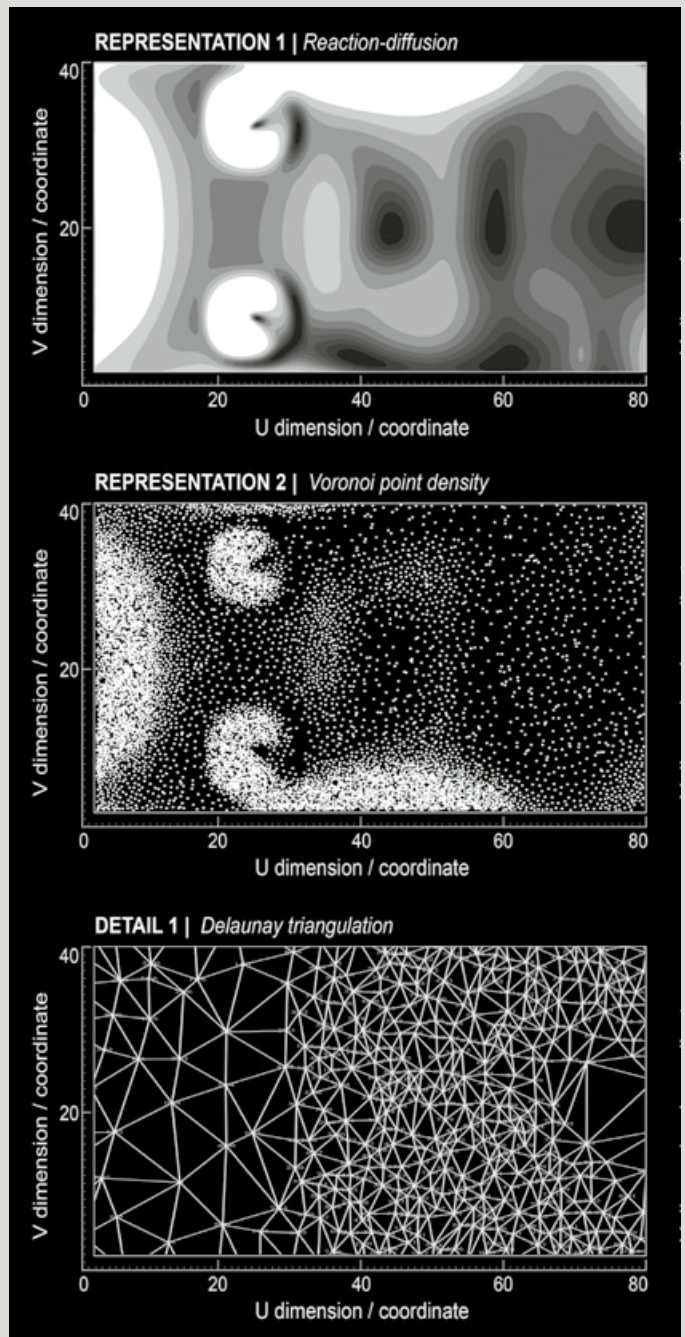 REPRESENTATION 1 | Reaction-diffusion
40
20
V dimension / coordinate
0 20 40 60 80
U dimension / coordinate
REPRESENTATION 2 | Voronoi point density
40
20
V dimension / coordinate
0 20 40 60 80
U dimension / coordinate
DETAIL 1 | Delaunay triangulation
40
20
V dimension / coordinate
0 20 40 60 80
U dimension / coordinate